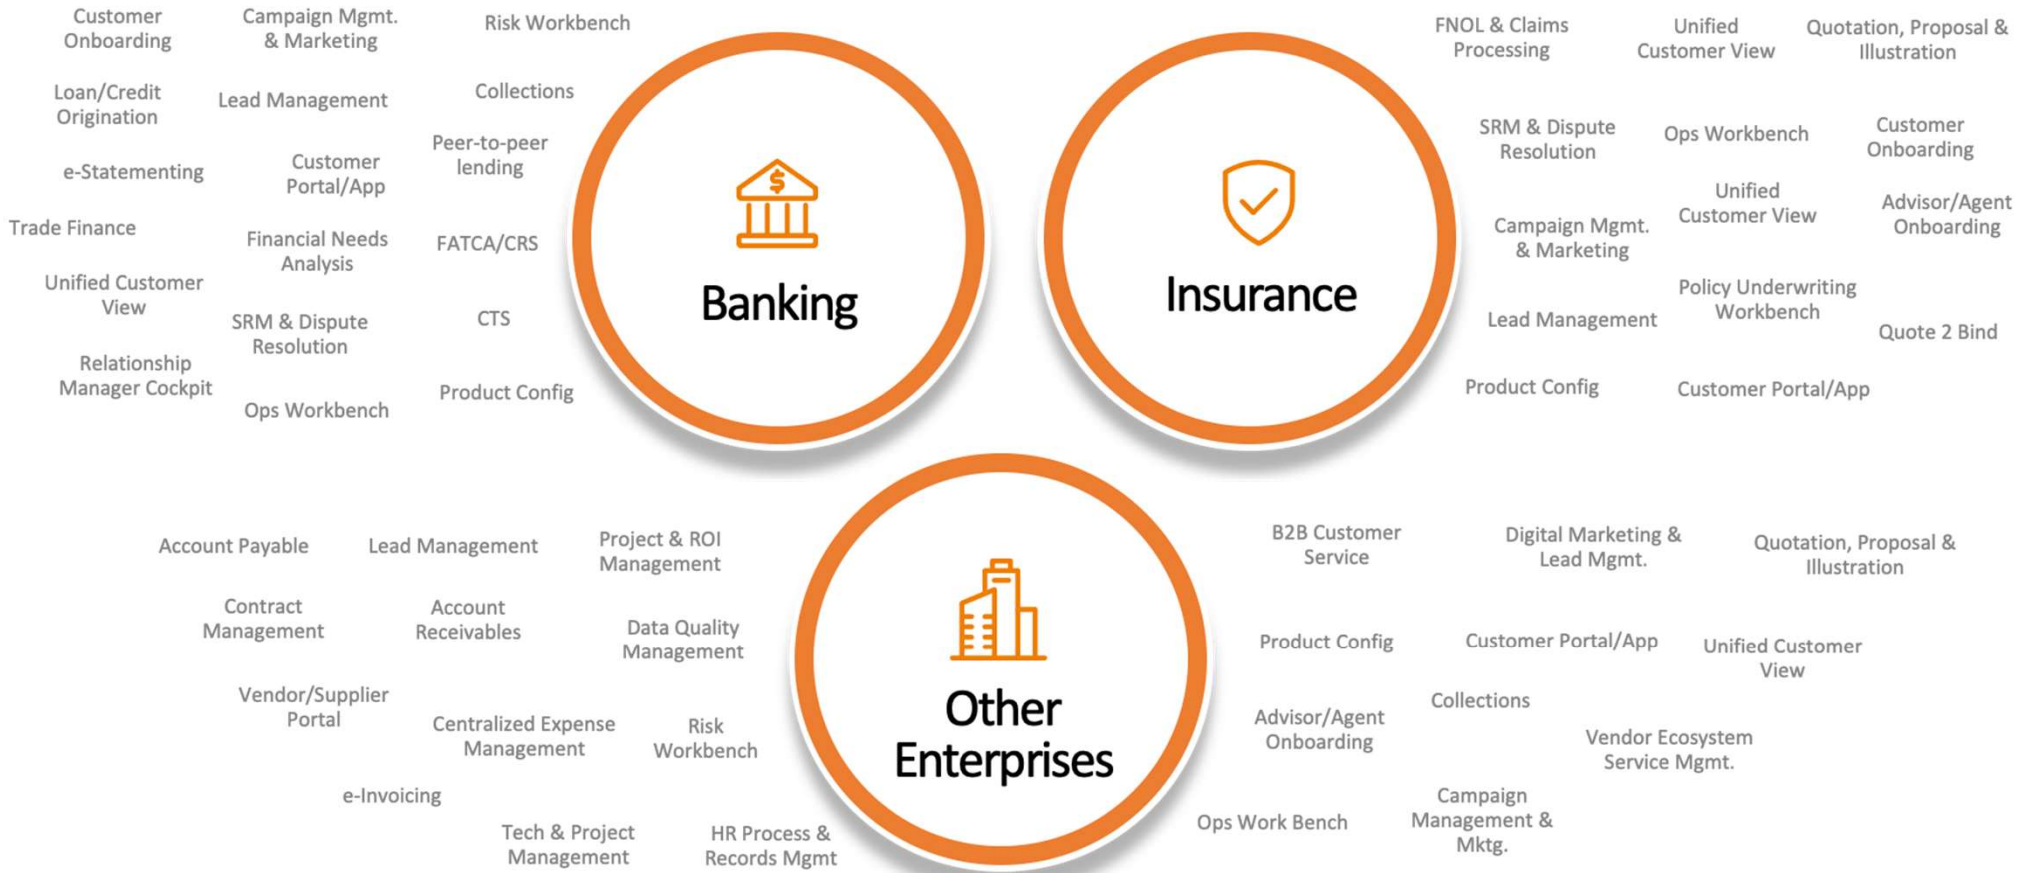 Customer
Onboarding
Campaign Mgmt.
& Marketing
Risk Workbench
Loan/Credit
Origination
Lead Management
Collections
e-Statementing
Customer
Portal/App
Peer-to-peer
lending
Trade Finance
Financial Needs
Analysis
FATCA/CRS
Unified Customer
View
SRM & Dispute
Resolution
CTS
Relationship
Manager Cockpit
Ops Workbench
Product Config
$
Banking
Insurance
FNOL & Claims
Processing
Unified
Customer View
Quotation, Proposal &
Illustration
SRM & Dispute
Resolution
Ops Workbench
Customer
Onboarding
Campaign Mgmt.
& Marketing
Unified
Customer View
Advisor/Agent
Onboarding
Lead Management
Policy Underwriting
Workbench
Quote 2 Bind
Product Config
Customer Portal/App
Account Payable
Lead Management
Project & ROI
Management
Contract
Management
Account
Receivables
Data Quality
Management
Vendor/Supplier
Portal
Centralized Expense
Management
Risk
Workbench
e-Invoicing
Tech & Project
Management
HR Process &
Records Mgmt
Other
Enterprises
B2B Customer
Service
Digital Marketing &
Lead Mgmt.
Quotation, Proposal &
Illustration
Product Config
Customer Portal/App
Unified Customer
View
Advisor/Agent
Onboarding
Collections
Vendor Ecosystem
Service Mgmt.
Ops Work Bench
Campaign
Management &
Mktg.